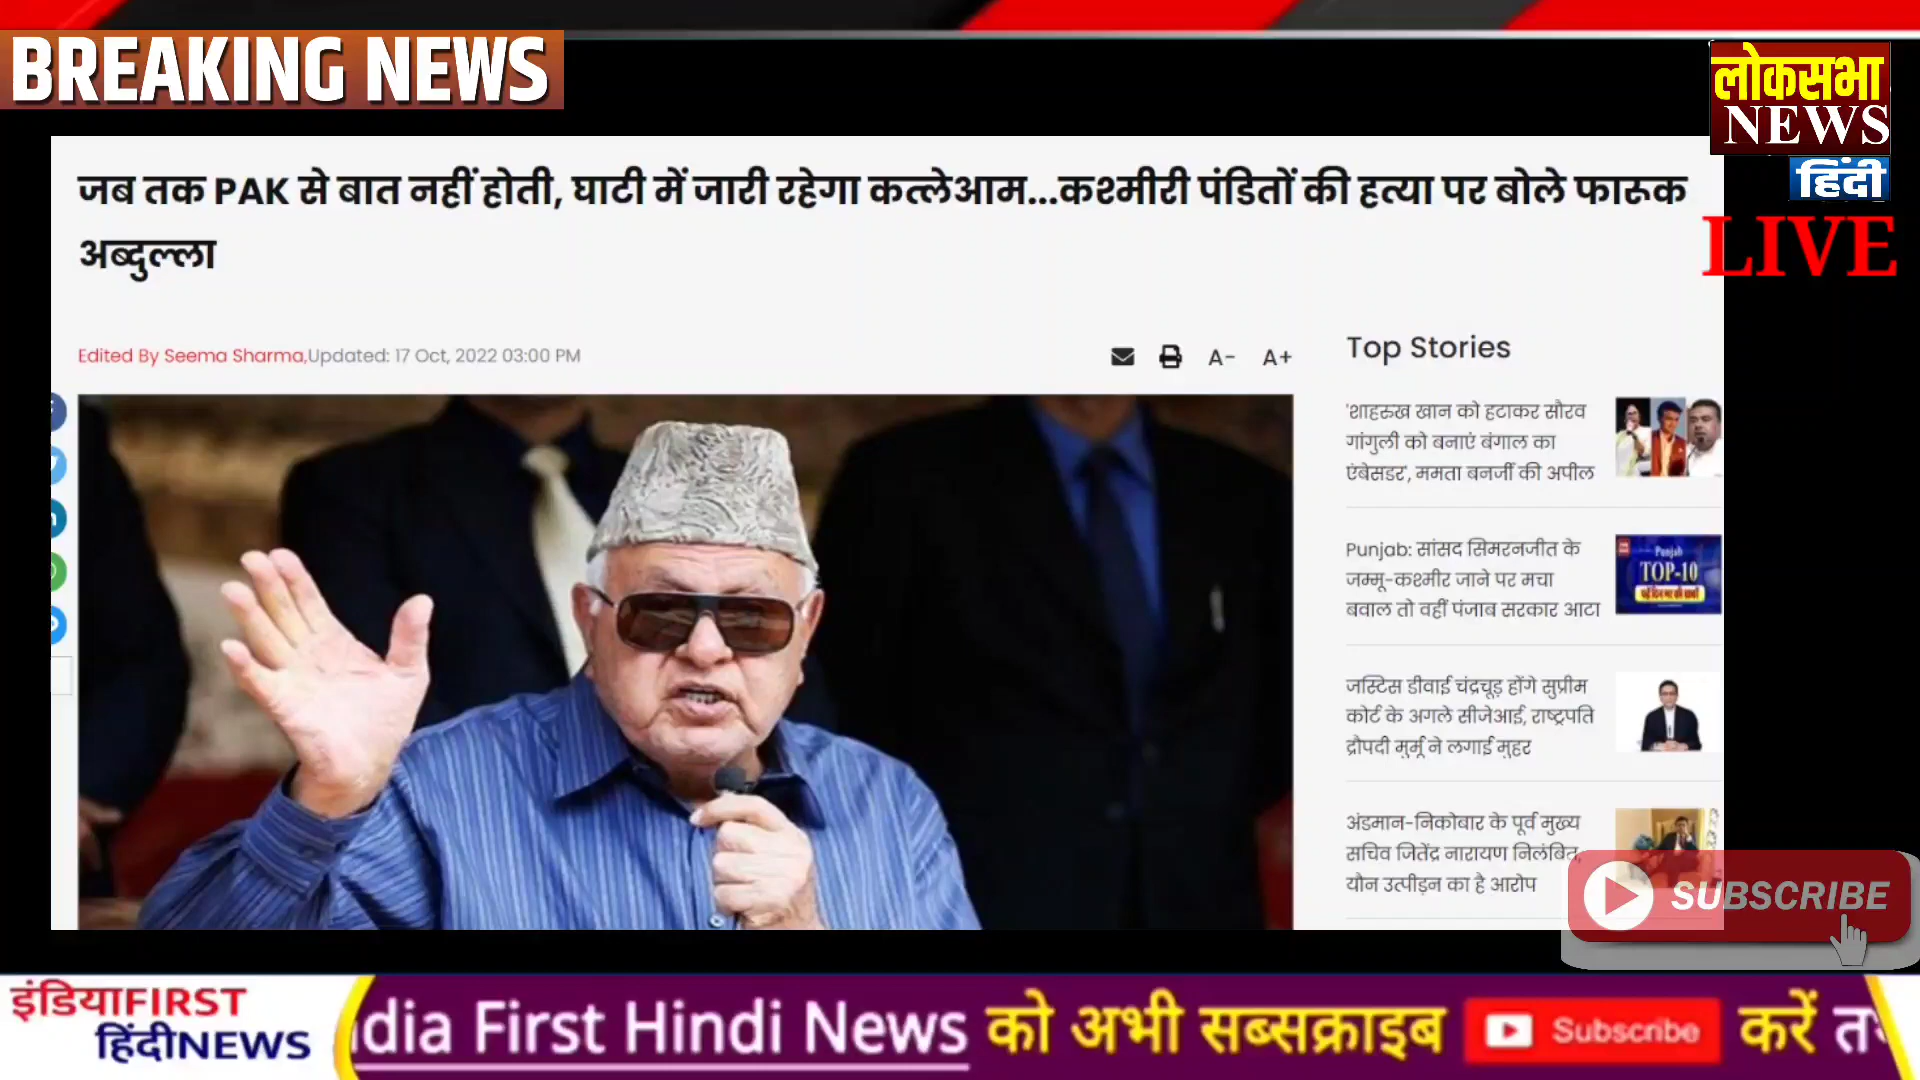 BREAKING NEWS
लोकसभा
NEWS
हिंदी
LIVE
जब तक PAK से बात नहीं होती, घाटी में जारी रहेगा कत्लेआम...कश्मीरी पंडितों की हत्या पर बोले फारूक
अब्दुल्ला
Edited By Seema Sharma,Updated: 17 Oct, 2022 03:00 PM
A-
A+
Top Stories
'शाहरुख खान को हटाकर सौरव
गांगुली को बनाएं बंगाल का
एंबेसडर', ममता बनर्जी की अपील
Punjab: सांसद सिमरनजीत के
जम्मू-कश्मीर जाने पर मचा
बवाल तो वहीं पंजाब सरकार आटा
Punjab
TOP-10
जस्टिस डीवाई चंद्रचूड़ होंगे सुप्रीम
कोर्ट के अगले सीजेआई, राष्ट्रपति
द्रौपदी मुर्मू ने लगाई मुहर
अंडमान-निकोबार के पूर्व मुख्य
सचिव जितेंद्र नारायण निलंबित,
यौन उत्पीड़न का है आरोप
SUBSCRIBE
इंडियाFIRST
हिंदीNEWS
dia First Hindi News को अभी सब्सक्राइब Subscribe करें